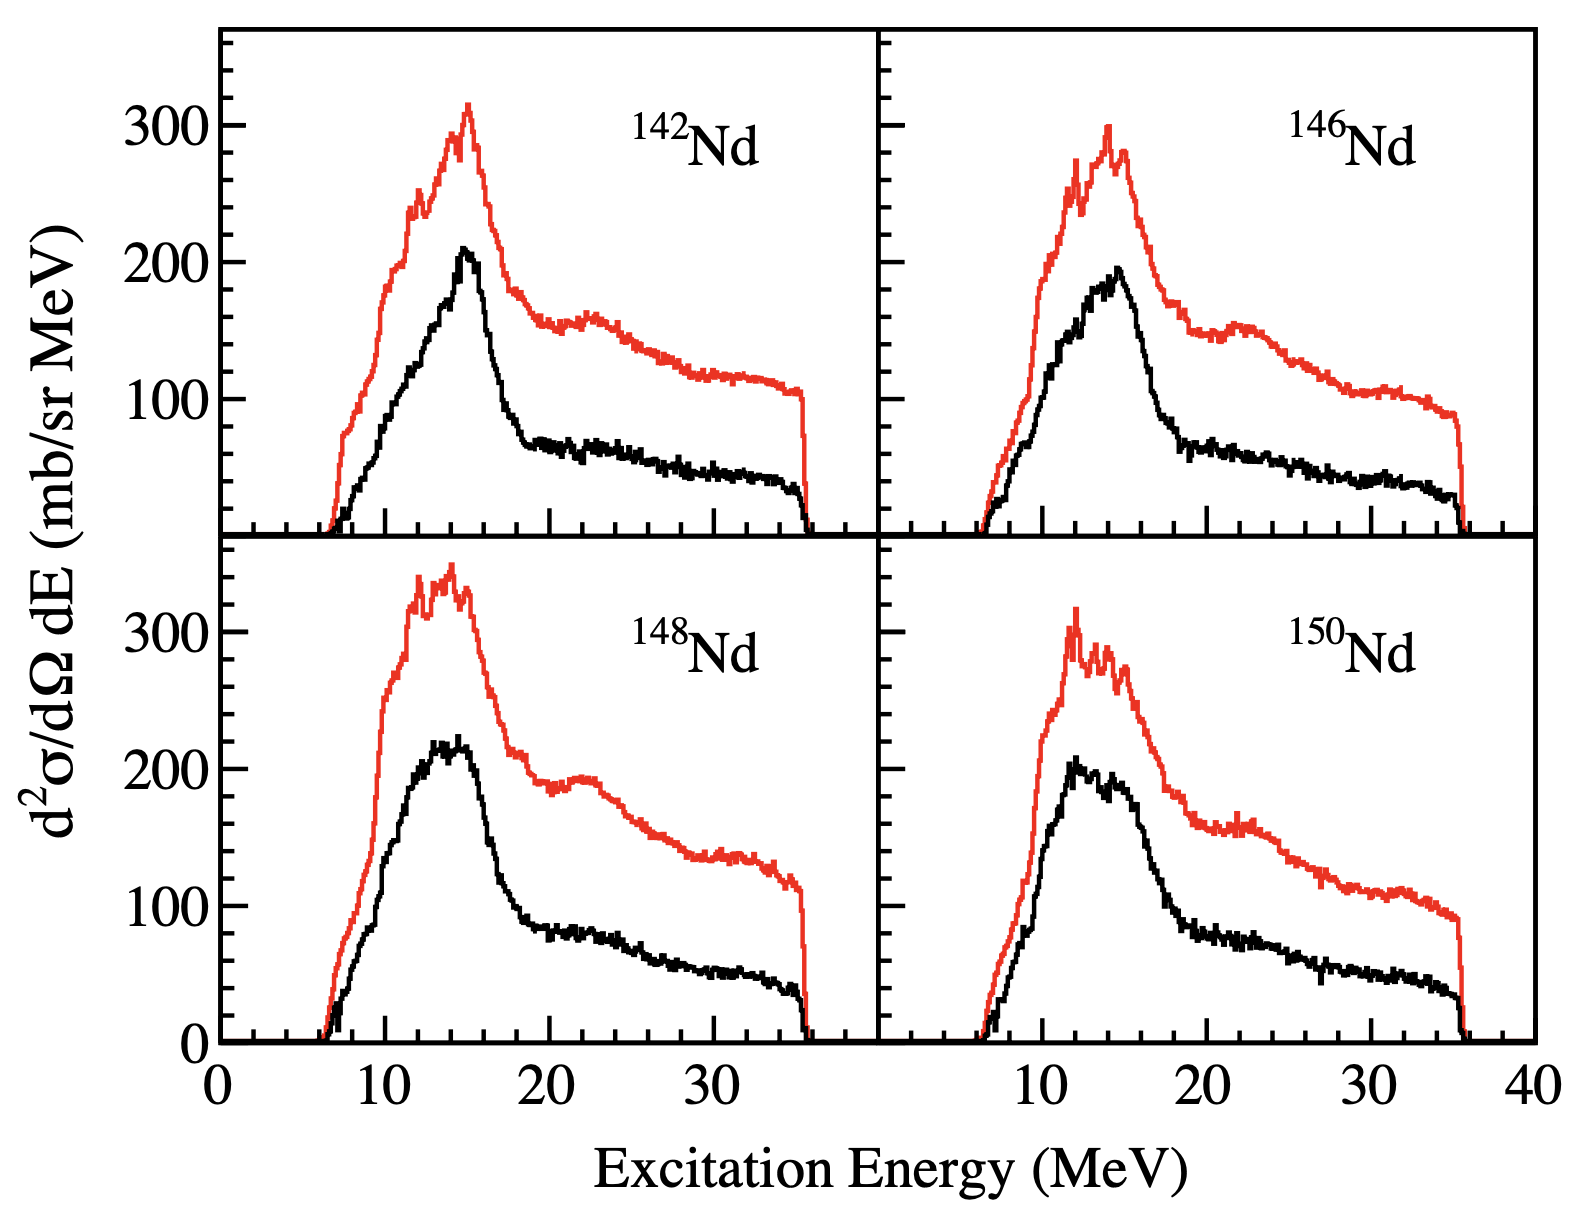 d²σ/dΩ dE (mb/sr MeV)
300
200
100
¹⁴²Nd
¹⁴⁶Nd
300
200
100
0
¹⁴⁸Nd
¹⁵⁰Nd
0 10 20 30 10 20 30 40
Excitation Energy (MeV)